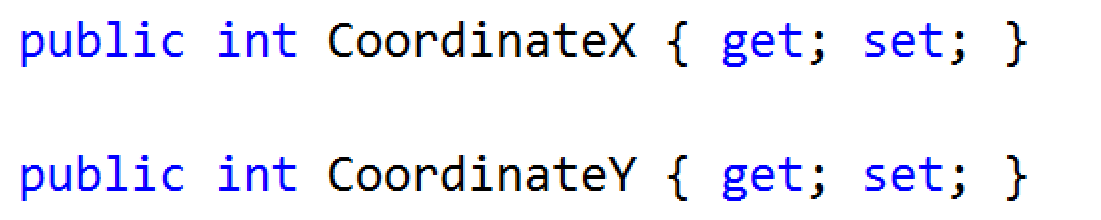 public int CoordinateX { get; set; }
public int CoordinateY { get; set; }